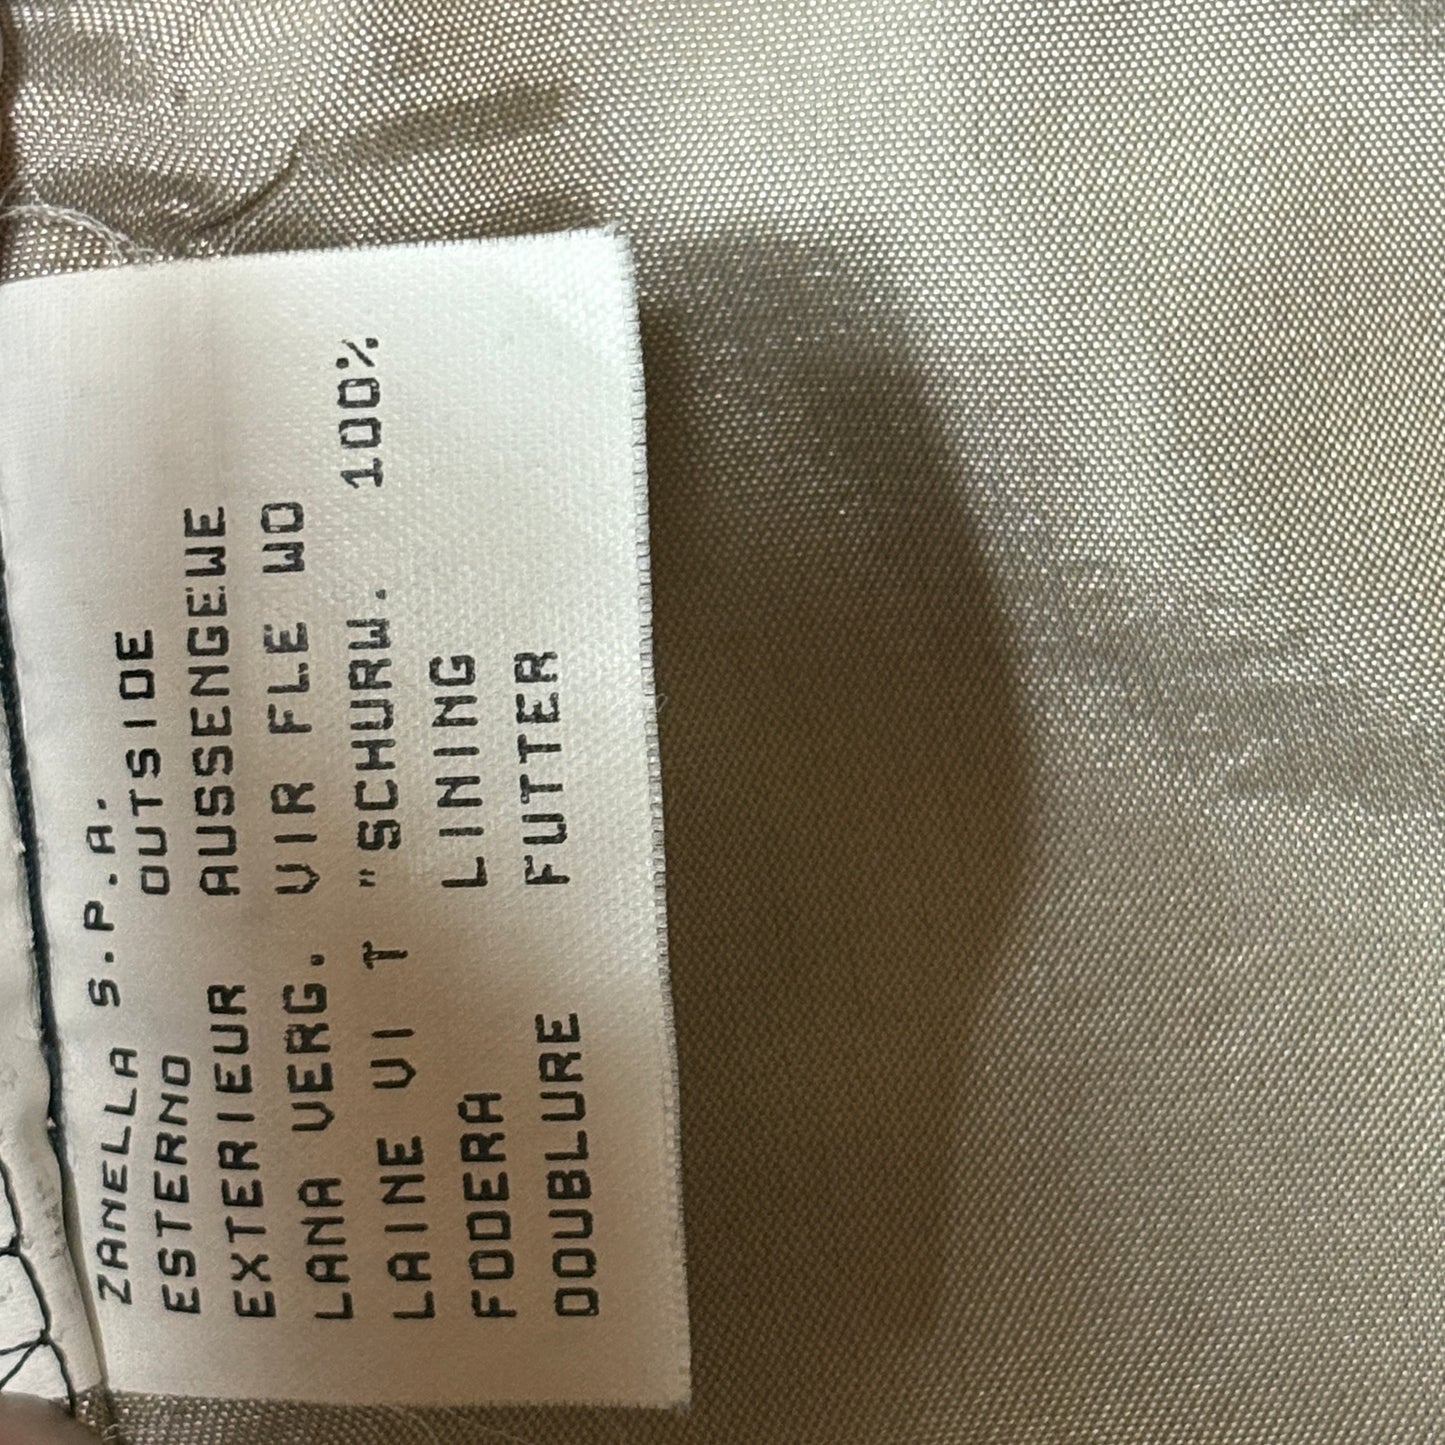 ZANELLA S.P.A.
ESTERNO OUTSIDE
EXTERIEUR AUSSENGEWE
LANA VERG. VIR FLE WO
LAINE VI T "SCHURW. 100%
FODERA LINING
DOUBLURE FUTTER